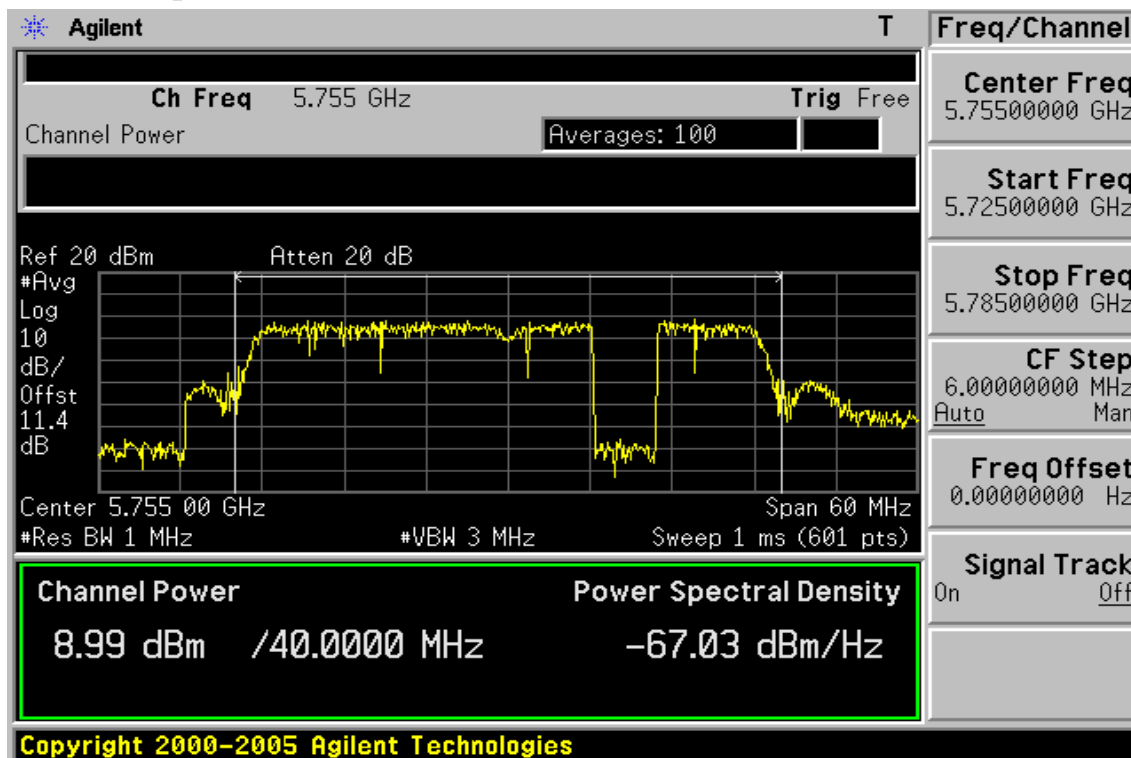 Agilent T Freq/Channel
Ch Freq 5.755 GHz Trig Free
Channel Power Averages: 100
Center Freq
5.75500000 GHz
Start Freq
5.72500000 GHz
Stop Freq
5.78500000 GHz
CF Step
6.00000000 MHz
Auto Man
Freq Offset
0.00000000 Hz
Signal Track
On Off
Ref 20 dBm Atten 20 dB
#Avg
Log
10
dB/
Offst
11.4
dB
Center 5.755 00 GHz Span 60 MHz
#Res BW 1 MHz #VBW 3 MHz Sweep 1 ms (601 pts)
Channel Power Power Spectral Density
8.99 dBm /40.0000 MHz -67.03 dBm/Hz
Copyright 2000-2005 Agilent Technologies